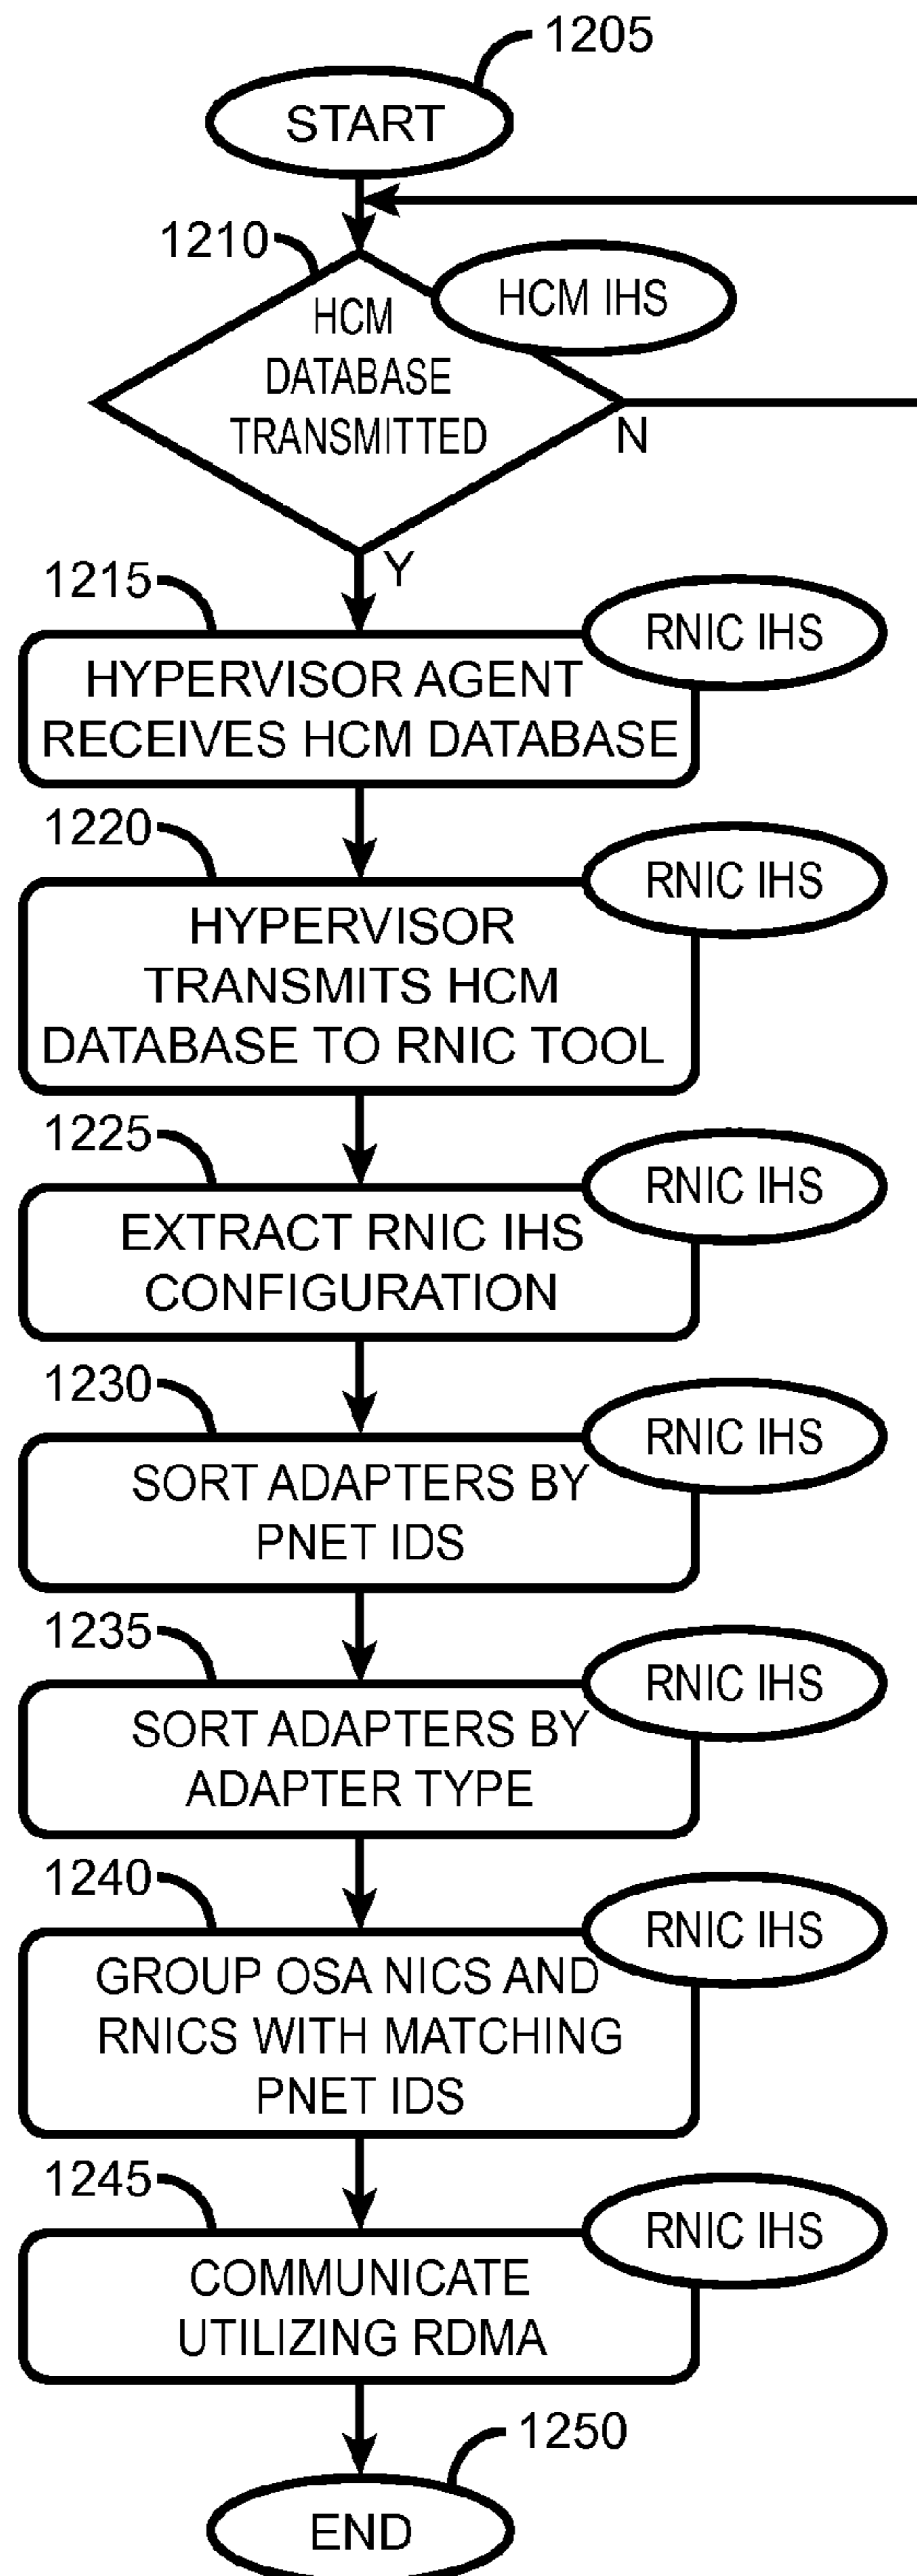 1205
START
1210
HCM IHS
HCM
DATABASE
TRANSMITTED
N
Y
1215
RNIC IHS
HYPERVISOR AGENT
RECEIVES HCM DATABASE
1220
RNIC IHS
HYPERVISOR
TRANSMITS HCM
DATABASE TO RNIC TOOL
1225
RNIC IHS
EXTRACT RNIC IHS
CONFIGURATION
1230
RNIC IHS
SORT ADAPTERS BY
PNET IDS
1235
RNIC IHS
SORT ADAPTERS BY
ADAPTER TYPE
1240
RNIC IHS
GROUP OSA NICS AND
RNICS WITH MATCHING
PNET IDS
1245
RNIC IHS
COMMUNICATE
UTILIZING RDMA
1250
END